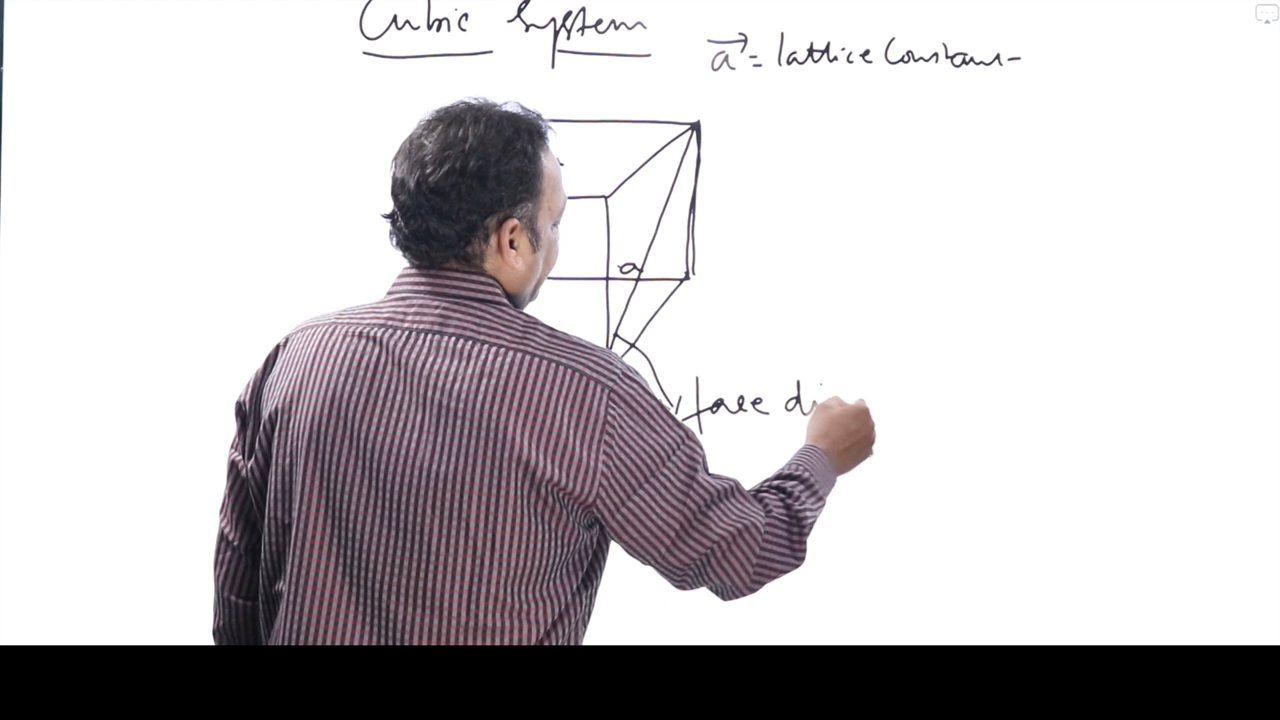 Cubic System
a⃗ = lattice Constant
a
face di